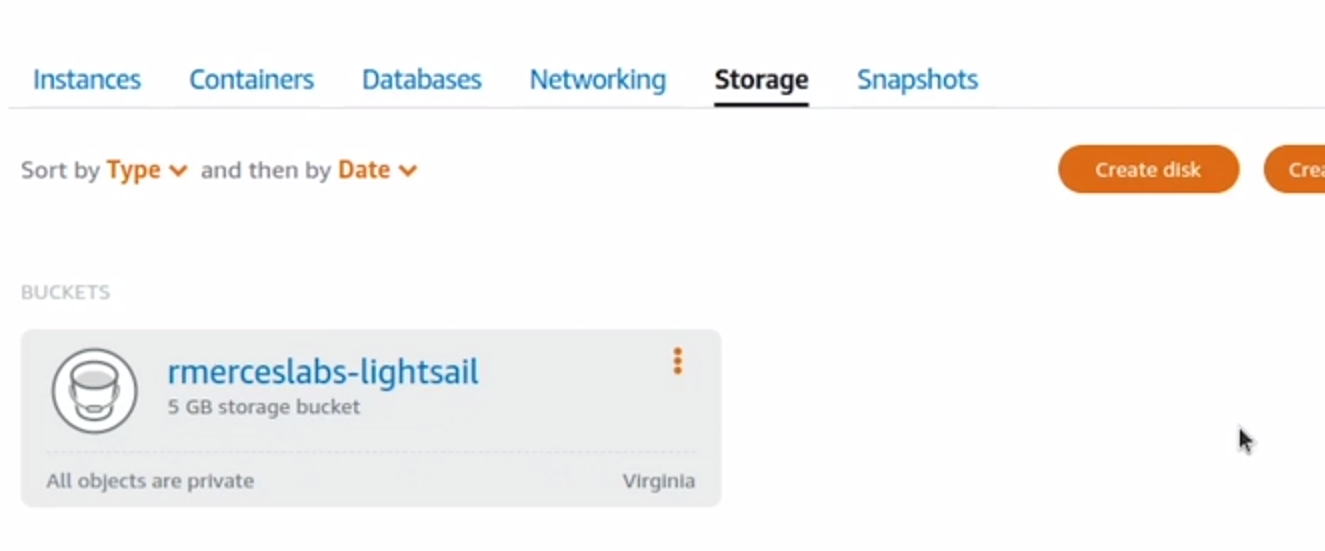 Instances Containers Databases Networking Storage Snapshots
Sort by Type and then by Date Create disk
BUCKETS
rmerceslabs-lightsail
5 GB storage bucket
All objects are private Virginia